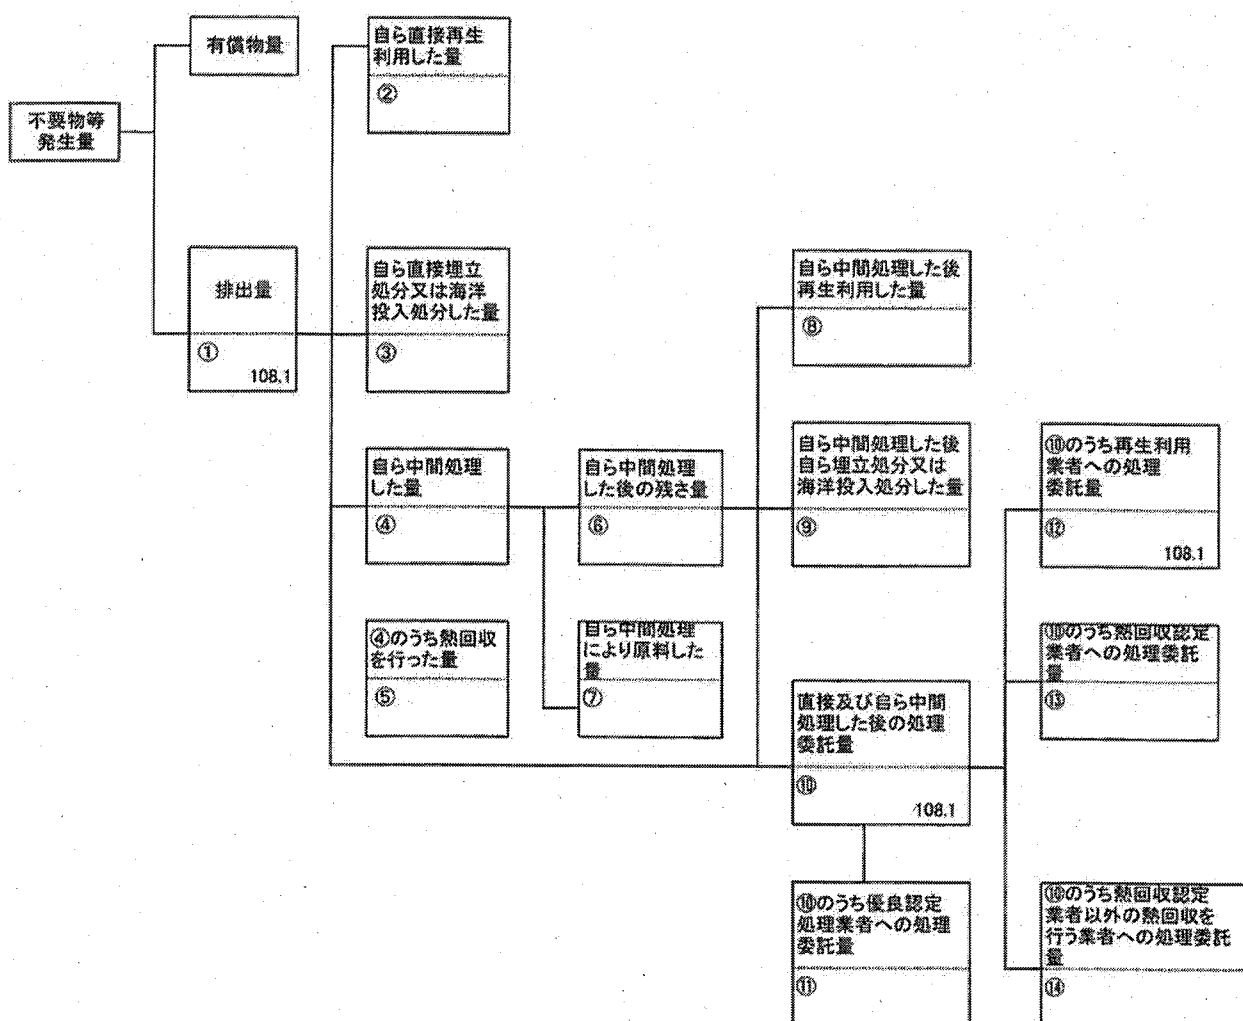 有償物量
自ら直接再生
利用した量
②
不要物等
発生量
排出量
①
108.1
自ら直接埋立
処分又は海洋
投入処分した量
③
自ら中間処理した後
再生利用した量
⑧
自ら中間処理
した量
④
自ら中間処理
した後の残さ量
⑥
自ら中間処理した後
自ら埋立処分又は
海洋投入処分した量
⑨
⑩のうち再生利用
業者への処理
委託量
⑫
108.1
④のうち熱回収
を行った量
⑤
自ら中間処理
により原料した
量
⑦
直接及び自ら中間
処理した後の処理
委託量
⑩
108.1
⑩のうち熱回収認定
業者への処理委託
量
⑬
⑩のうち優良認定
処理業者への処理
委託量
⑪
⑩のうち熱回収認定
業者以外の熱回収を
行う業者への処理委託
量
⑭